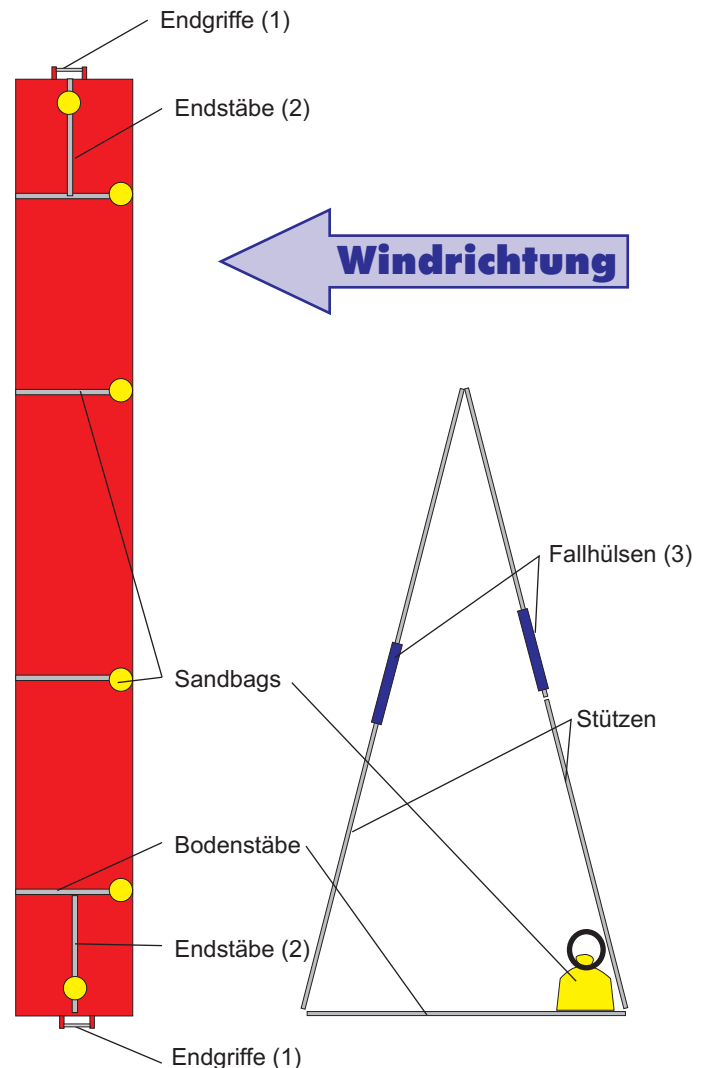 Endgriffe (1)
Endstäbe (2)
Windrichtung
Fallhülsen (3)
Sandbags
Stützen
Bodenstäbe
Endstäbe (2)
Endgriffe (1)